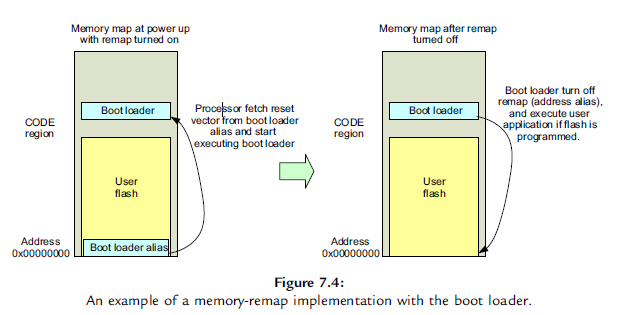 Memory map at power up
with remap turned on
Boot loader
CODE
region
User
flash
Address
0x00000000
Boot loader alias
Processor fetch reset
vector from boot loader
alias and start
executing boot loader
Memory map after remap
turned off
Boot loader
CODE
region
User
flash
Address
0x00000000
Boot loader turn off
remap (address alias),
and execute user
application if flash is
programmed.
Figure 7.4:
An example of a memory-remap implementation with the boot loader.